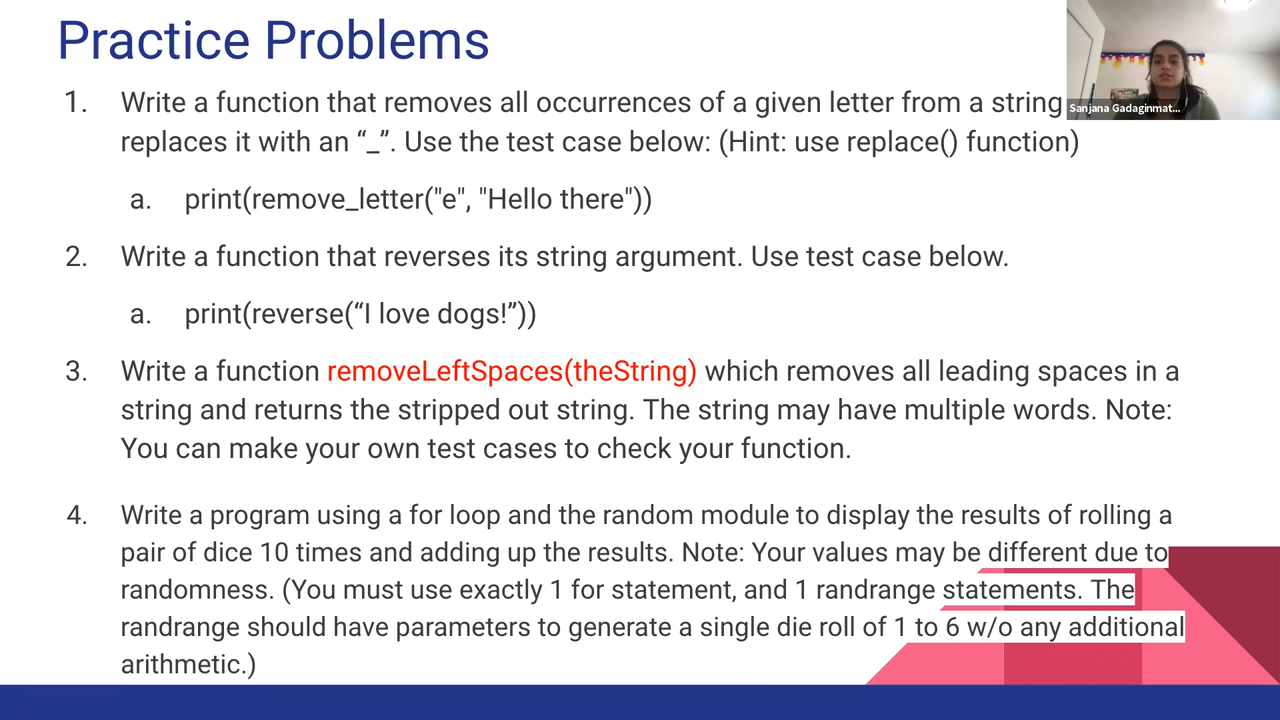 Practice Problems
Sanjana Gadaginmat...
1. Write a function that removes all occurrences of a given letter from a string
replaces it with an “_”. Use the test case below: (Hint: use replace() function)
a. print(remove_letter("e", "Hello there"))
2. Write a function that reverses its string argument. Use test case below.
a. print(reverse(“I love dogs!”))
3. Write a function removeLeftSpaces(theString) which removes all leading spaces in a
string and returns the stripped out string. The string may have multiple words. Note:
You can make your own test cases to check your function.
4. Write a program using a for loop and the random module to display the results of rolling a
pair of dice 10 times and adding up the results. Note: Your values may be different due to
randomness. (You must use exactly 1 for statement, and 1 randrange statements. The
randrange should have parameters to generate a single die roll of 1 to 6 w/o any additional
arithmetic.)